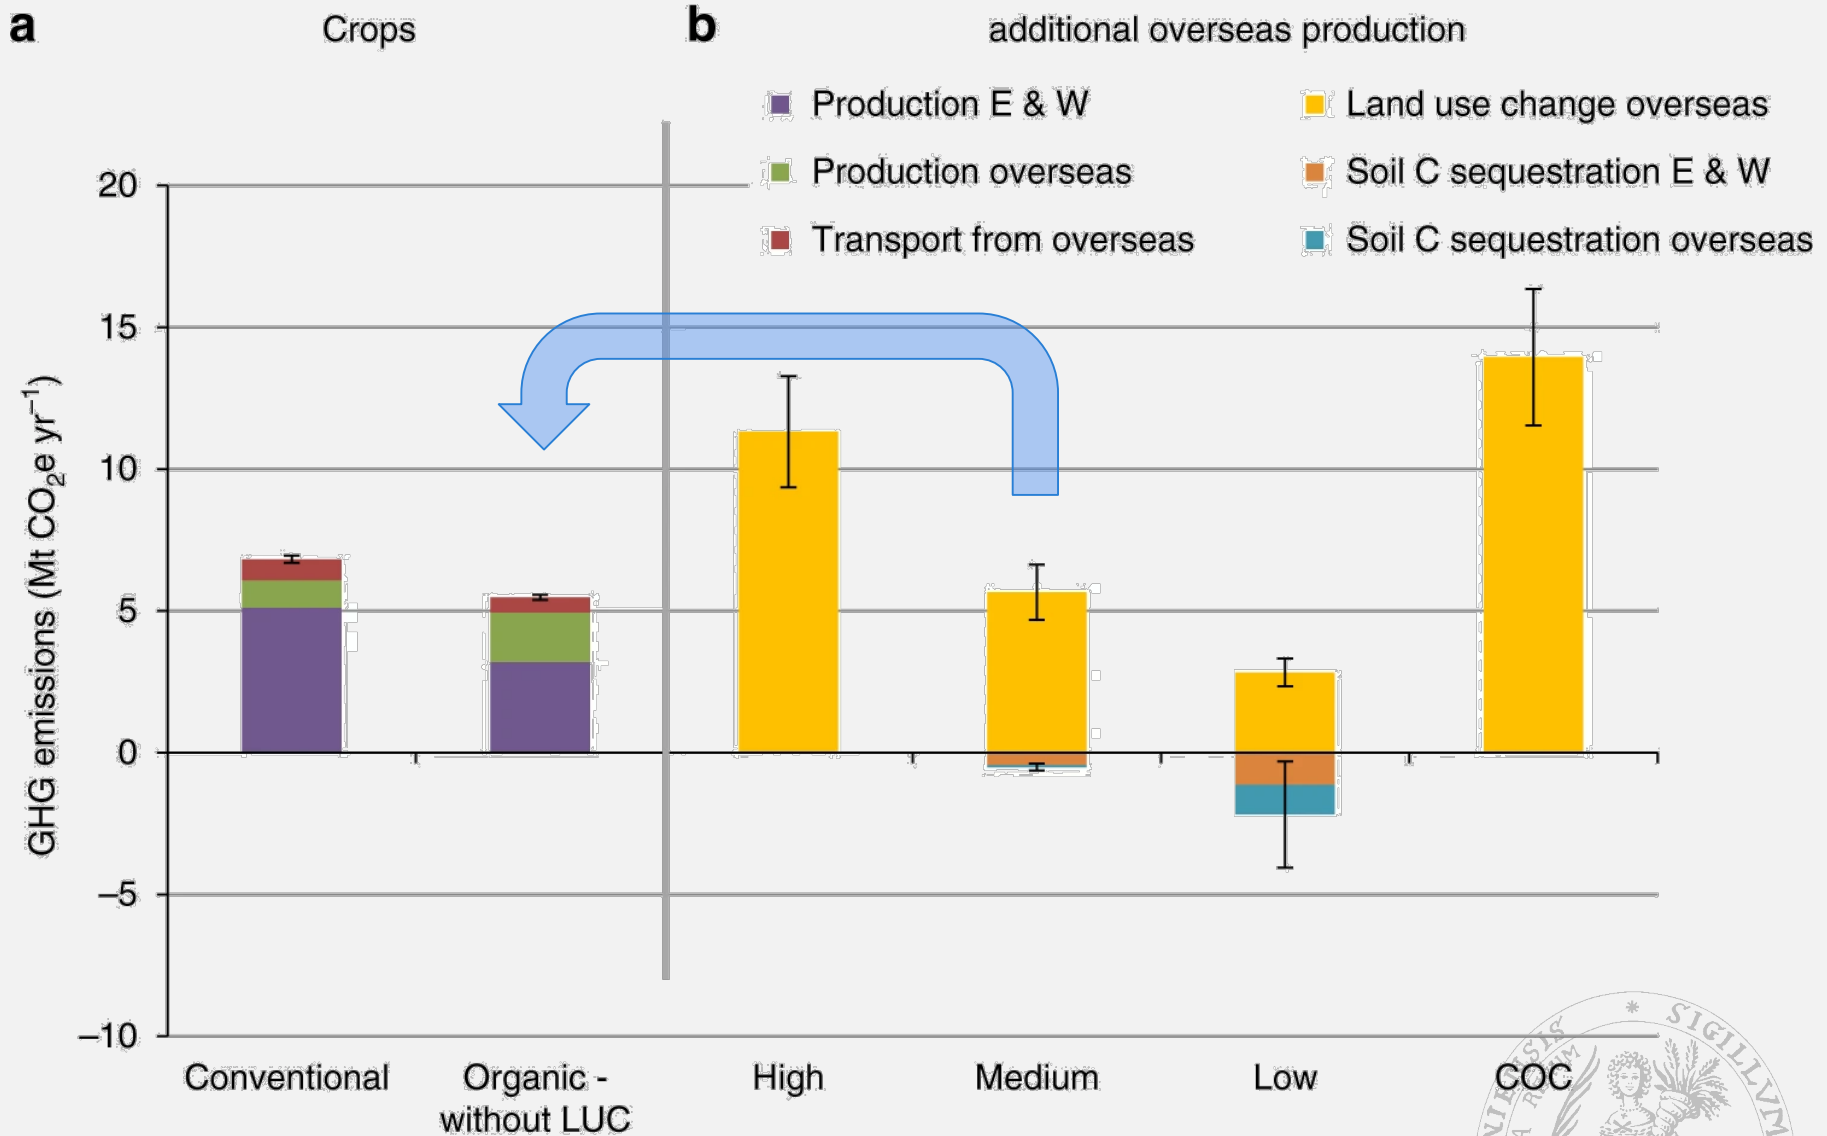 a
Crops
b
additional overseas production
Production E & W
Land use change overseas
Production overseas
Soil C sequestration E & W
Transport from overseas
Soil C sequestration overseas
GHG emissions (Mt CO₂e yr⁻¹)
20
15
10
5
0
–5
–10
Conventional
Organic -
without LUC
High
Medium
Low
COC
* SIGILLVM